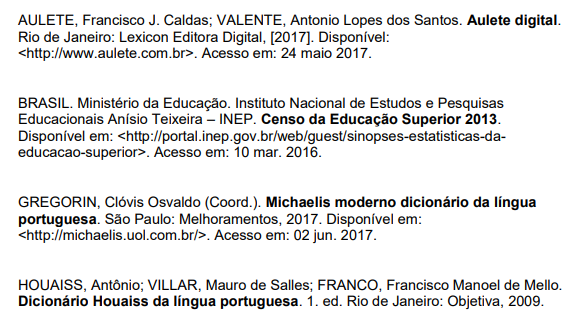 AULETE, Francisco J. Caldas; VALENTE, Antonio Lopes dos Santos. Aulete digital.
Rio de Janeiro: Lexicon Editora Digital, [2017]. Disponível:
<http://www.aulete.com.br>. Acesso em: 24 maio 2017.
BRASIL. Ministério da Educação. Instituto Nacional de Estudos e Pesquisas
Educacionais Anísio Teixeira – INEP. Censo da Educação Superior 2013.
Disponível em: <http://portal.inep.gov.br/web/guest/sinopses-estatisticas-da-
educacao-superior>. Acesso em: 10 mar. 2016.
GREGORIN, Clóvis Osvaldo (Coord.). Michaelis moderno dicionário da língua
portuguesa. São Paulo: Melhoramentos, 2017. Disponível em:
<http://michaelis.uol.com.br/>. Acesso em: 02 jun. 2017.
HOUAISS, Antônio; VILLAR, Mauro de Salles; FRANCO, Francisco Manoel de Mello.
Dicionário Houaiss da língua portuguesa. 1. ed. Rio de Janeiro: Objetiva, 2009.